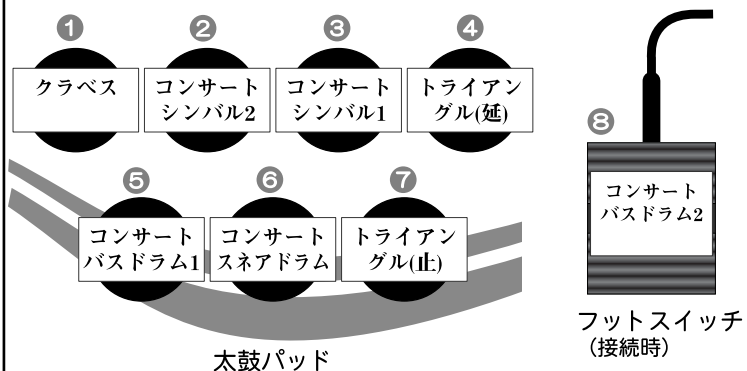 ①
クラベス
②
コンサート
シンバル2
③
コンサート
シンバル1
④
トライアン
グル(延)
⑤
コンサート
バスドラム1
⑥
コンサート
スネアドラム
⑦
トライアン
グル(止)
太鼓パッド
⑧
コンサート
バスドラム2
フットスイッチ
(接続時)